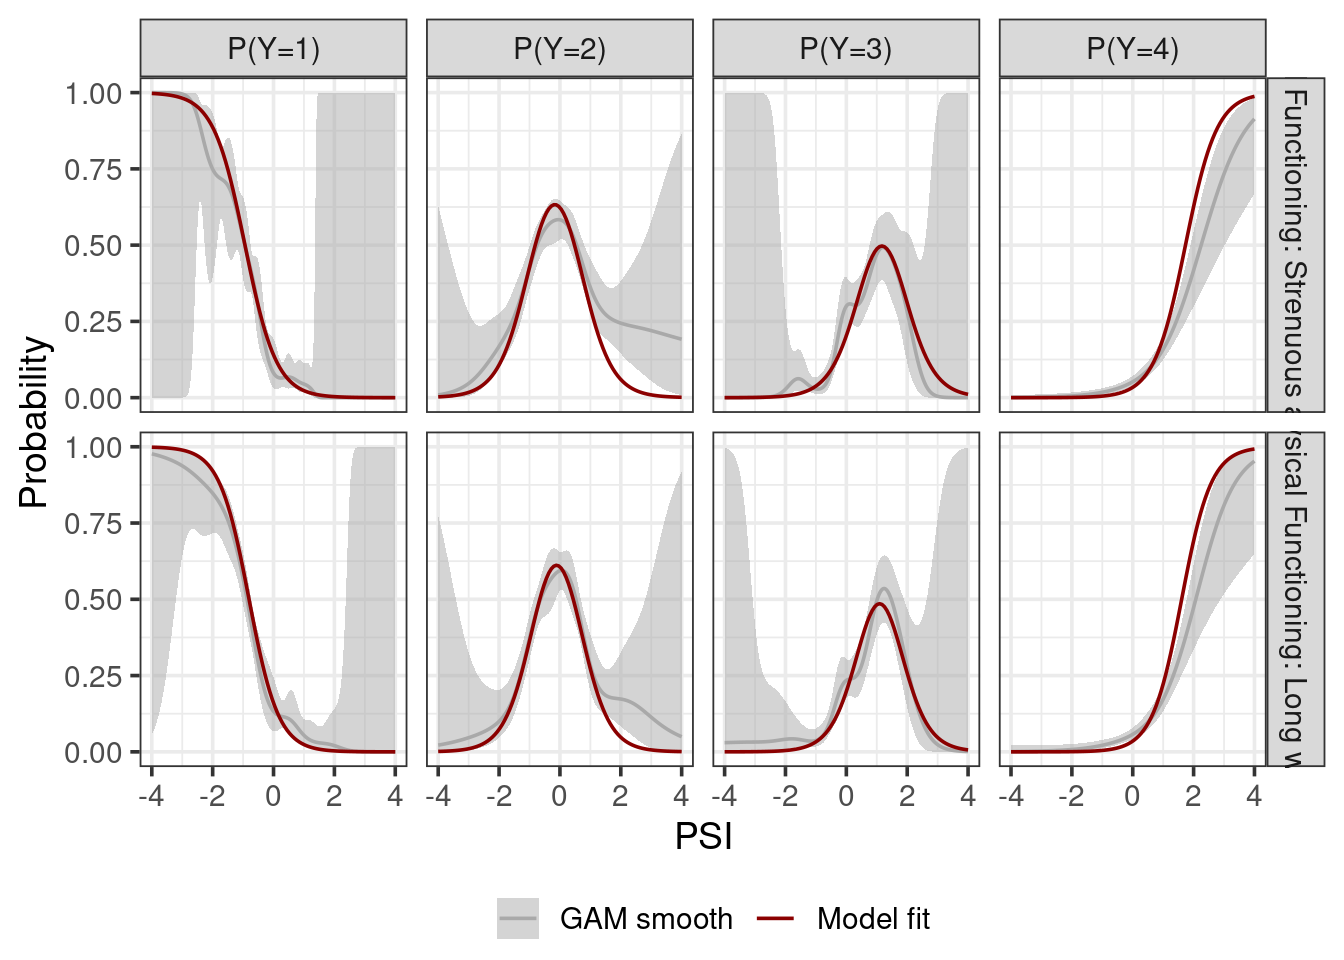 P(Y=1) P(Y=2) P(Y=3) P(Y=4)
1.00
0.75
0.50
0.25
0.00
Functioning: Strenuous
1.00
0.75
0.50
0.25
0.00
Functioning: Long
Probability
-4 -2 0 2 4 -4 -2 0 2 4 -4 -2 0 2 4 -4 -2 0 2 4
PSI
GAM smooth Model fit